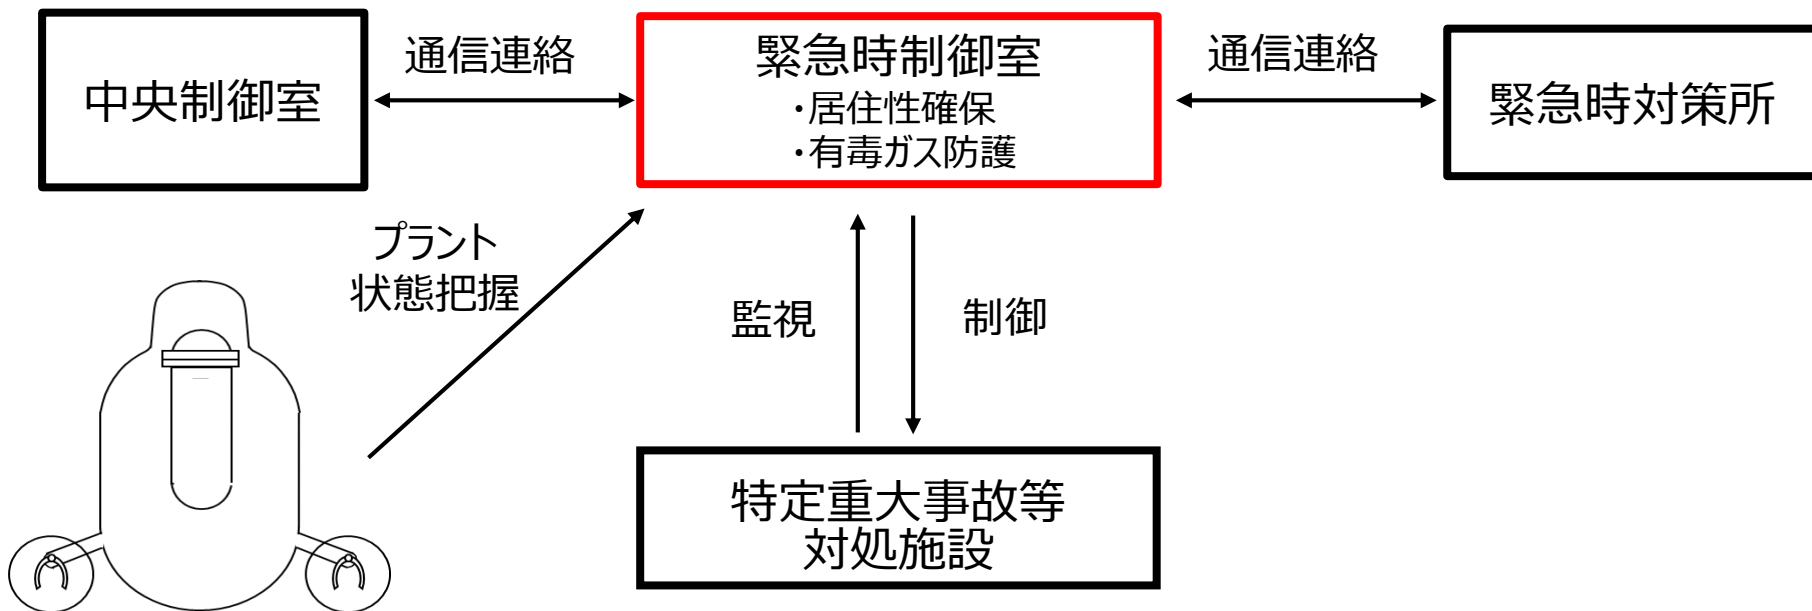 中央制御室
通信連絡
緊急時制御室
・居住性確保
・有毒ガス防護
通信連絡
緊急時対策所
プラント
状態把握
監視
制御
特定重大事故等
対処施設